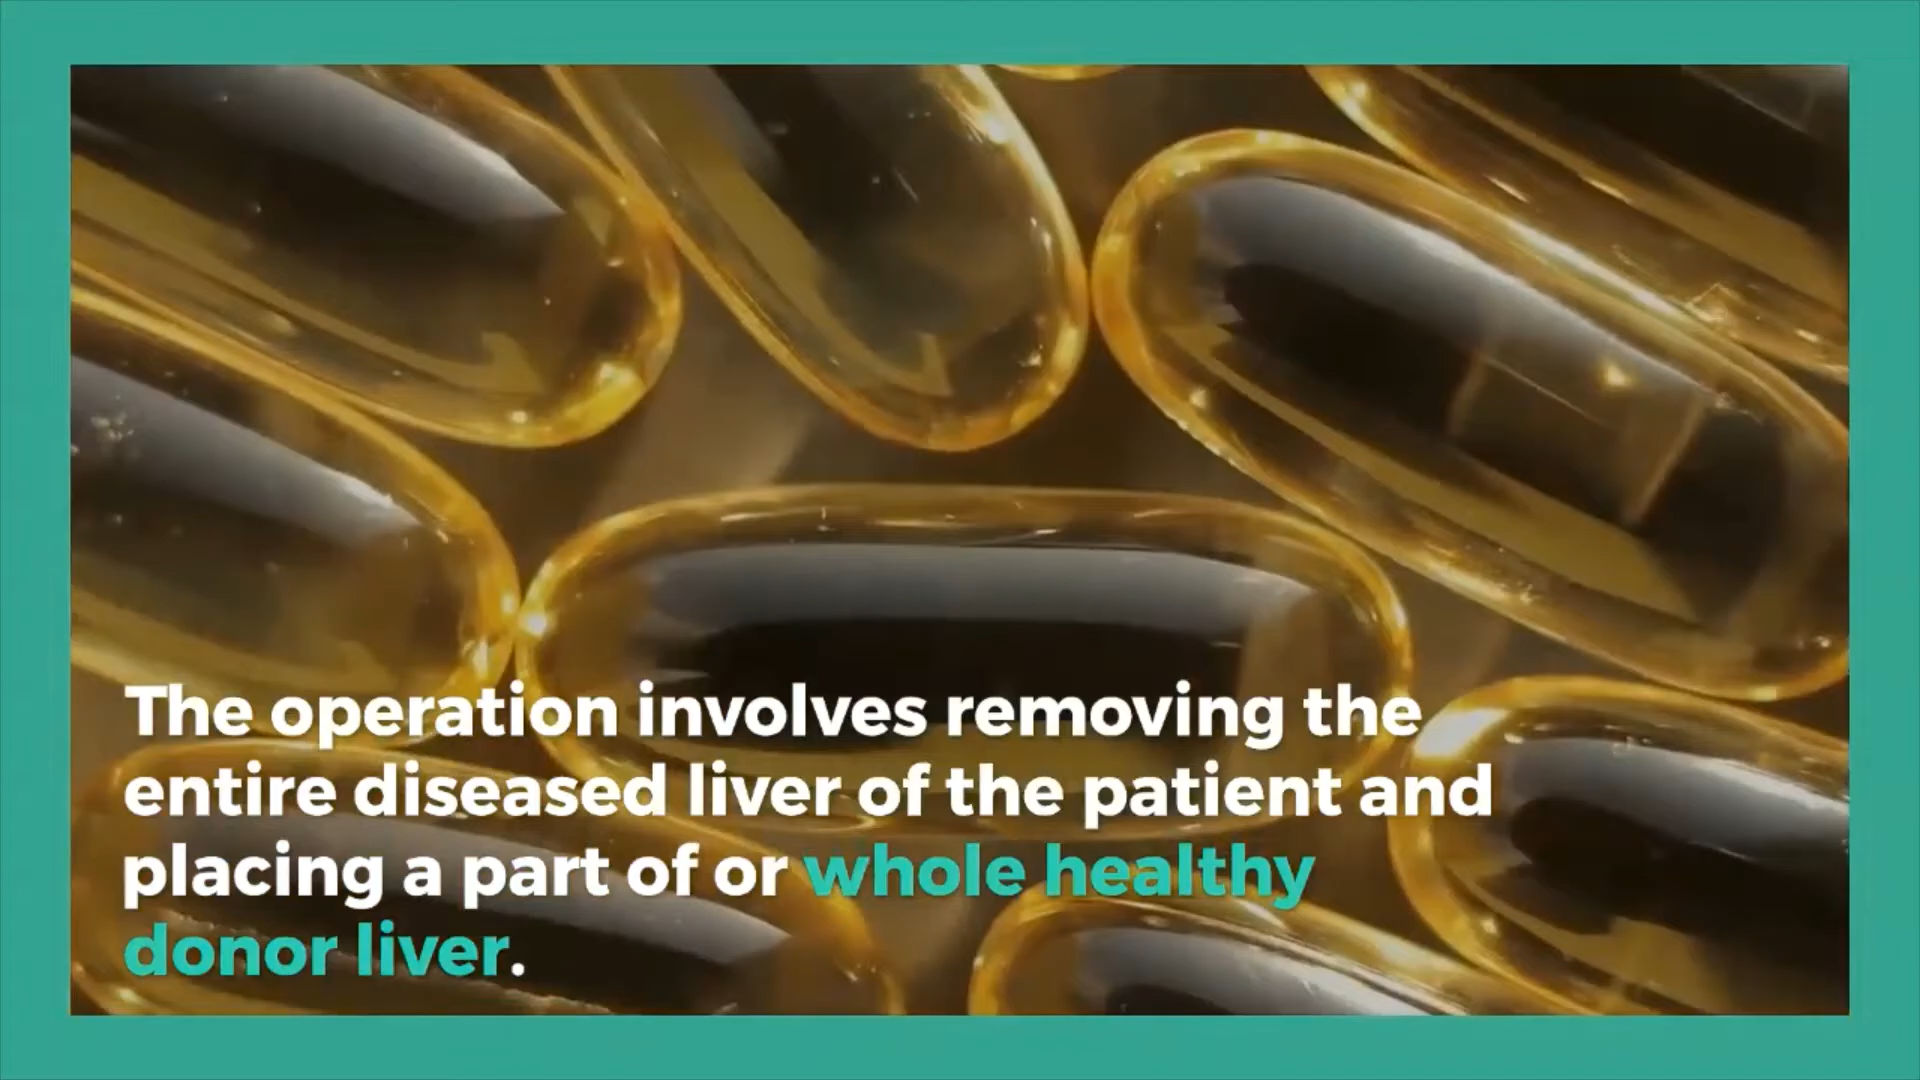 The operation involves removing the
entire diseased liver of the patient and
placing a part of or whole healthy
donor liver.